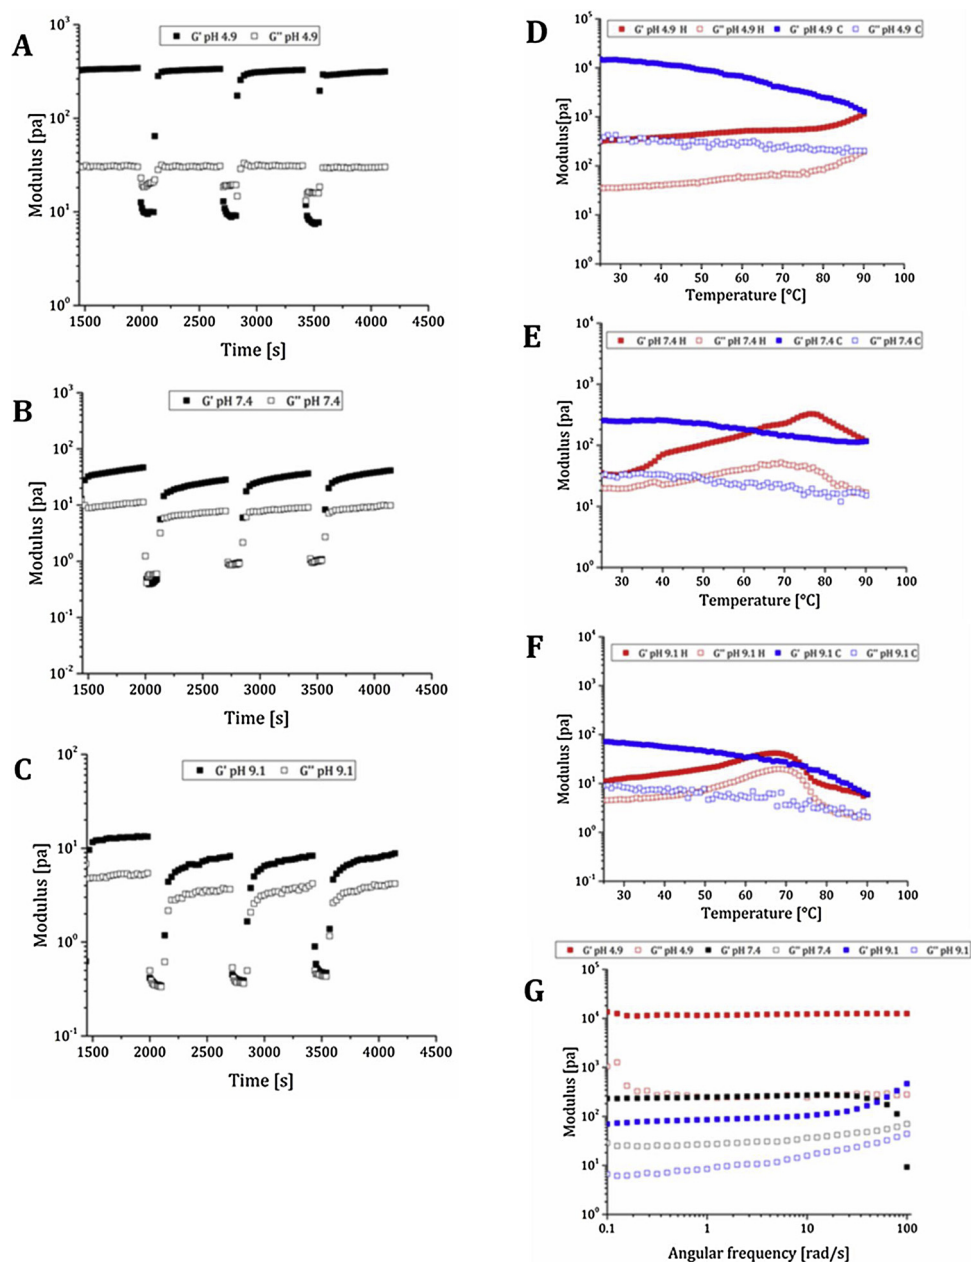 A
G' pH 4.9 G'' pH 4.9
10³
10²
10¹
10⁰
Modulus [pa]
1500 2000 2500 3000 3500 4000 4500
Time [s]
B
G' pH 7.4 G'' pH 7.4
10³
10²
10¹
10⁰
10⁻¹
10⁻²
Modulus [pa]
1500 2000 2500 3000 3500 4000 4500
Time [s]
C
G' pH 9.1 G'' pH 9.1
10²
10¹
10⁰
10⁻¹
Modulus [pa]
1500 2000 2500 3000 3500 4000 4500
Time [s]
D
G' pH 4.9 H G'' pH 4.9 H G' pH 4.9 C G'' pH 4.9 C
10⁵
10⁴
10³
10²
10¹
10⁰
Modulus[pa]
30 40 50 60 70 80 90 100
Temperature [°C]
E
G' pH 7.4 H G'' pH 7.4 H G' pH 7.4 C G'' pH 7.4 C
10⁴
10³
10²
10¹
10⁰
Modulus [pa]
30 40 50 60 70 80 90 100
Temperature [°C]
F
G' pH 9.1 H G'' pH 9.1 H G' pH 9.1 C G'' pH 9.1 C
10⁴
10³
10²
10¹
10⁰
10⁻¹
Modulus [pa]
30 40 50 60 70 80 90 100
Temperature [°C]
G
G' pH 4.9 G'' pH 4.9 G' pH 7.4 G'' pH 7.4 G' pH 9.1 G'' pH 9.1
10⁵
10⁴
10³
10²
10¹
10⁰
Modulus [pa]
0.1 1 10 100
Angular frequency [rad/s]